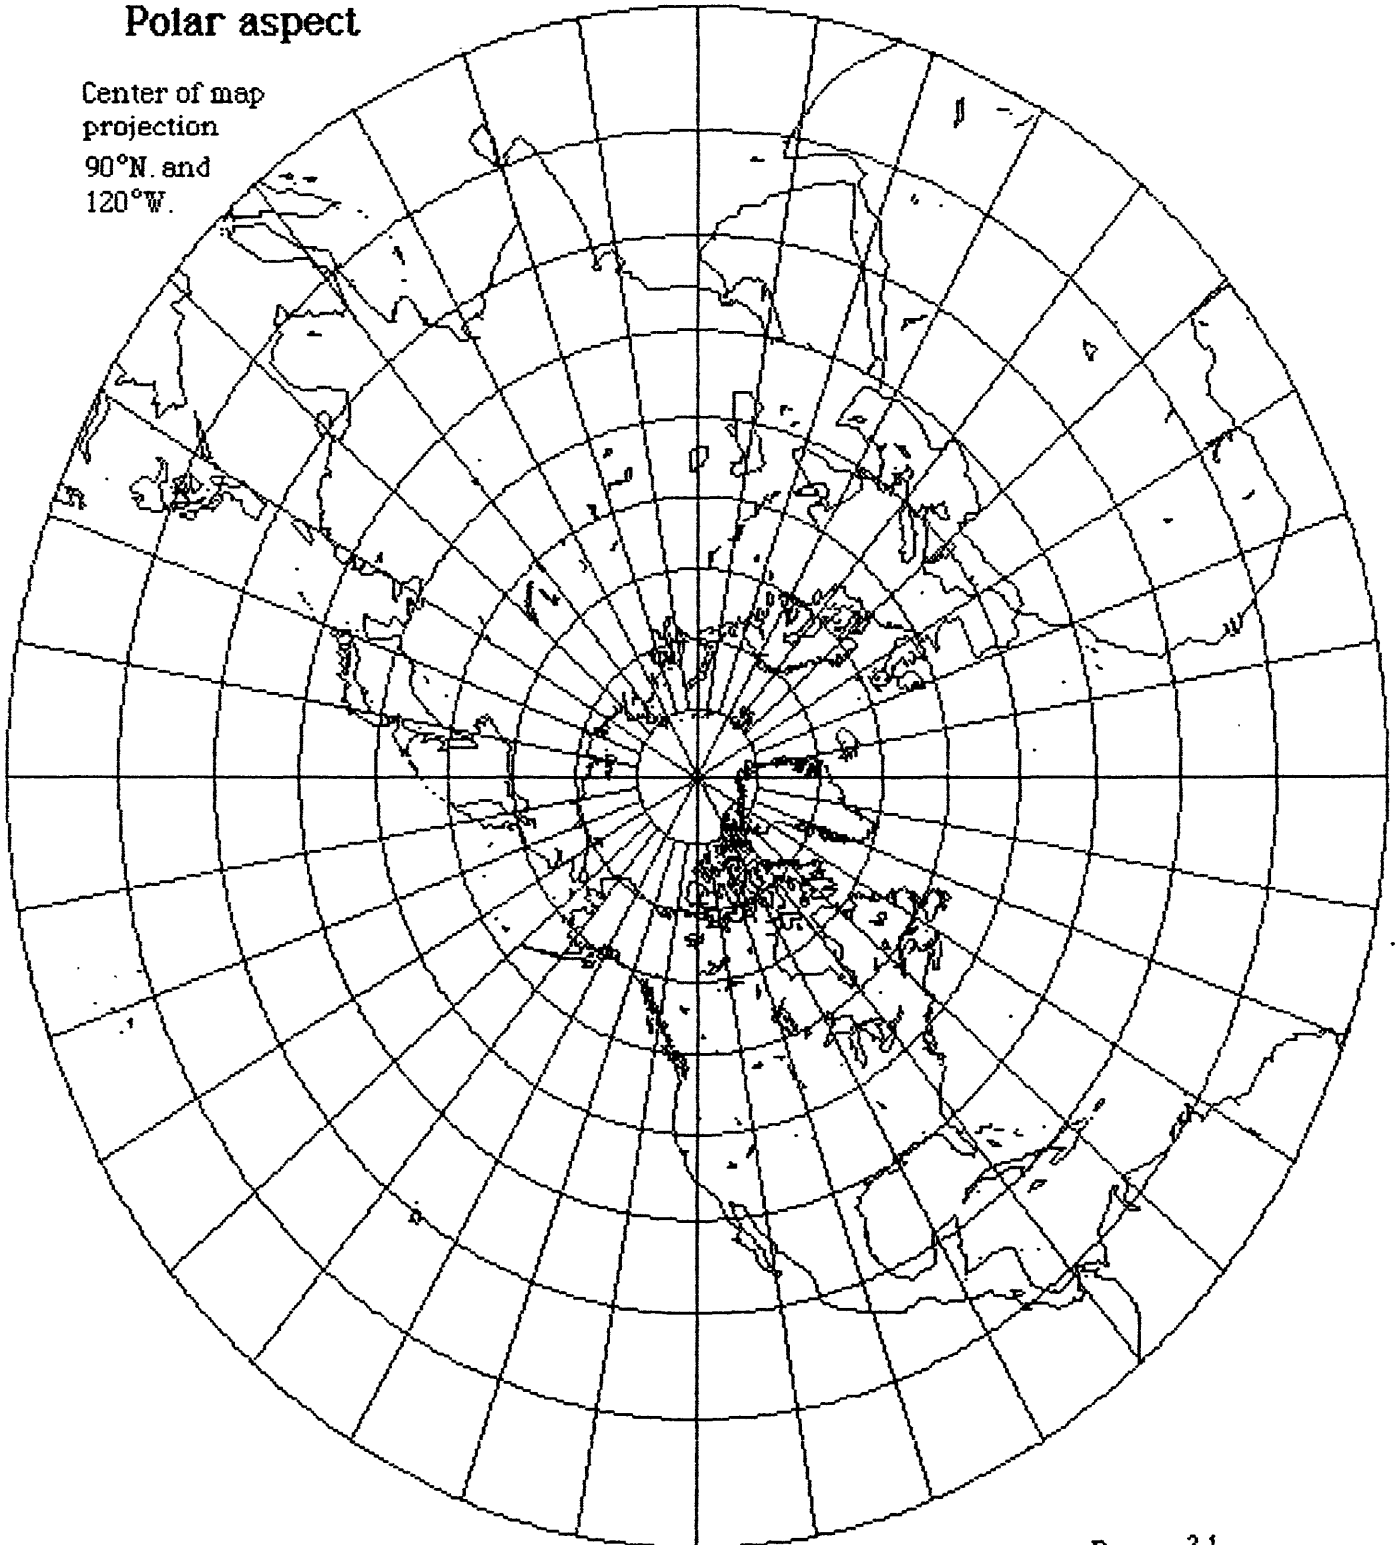 Polar aspect
Center of map
projection
90°N. and
120°W.